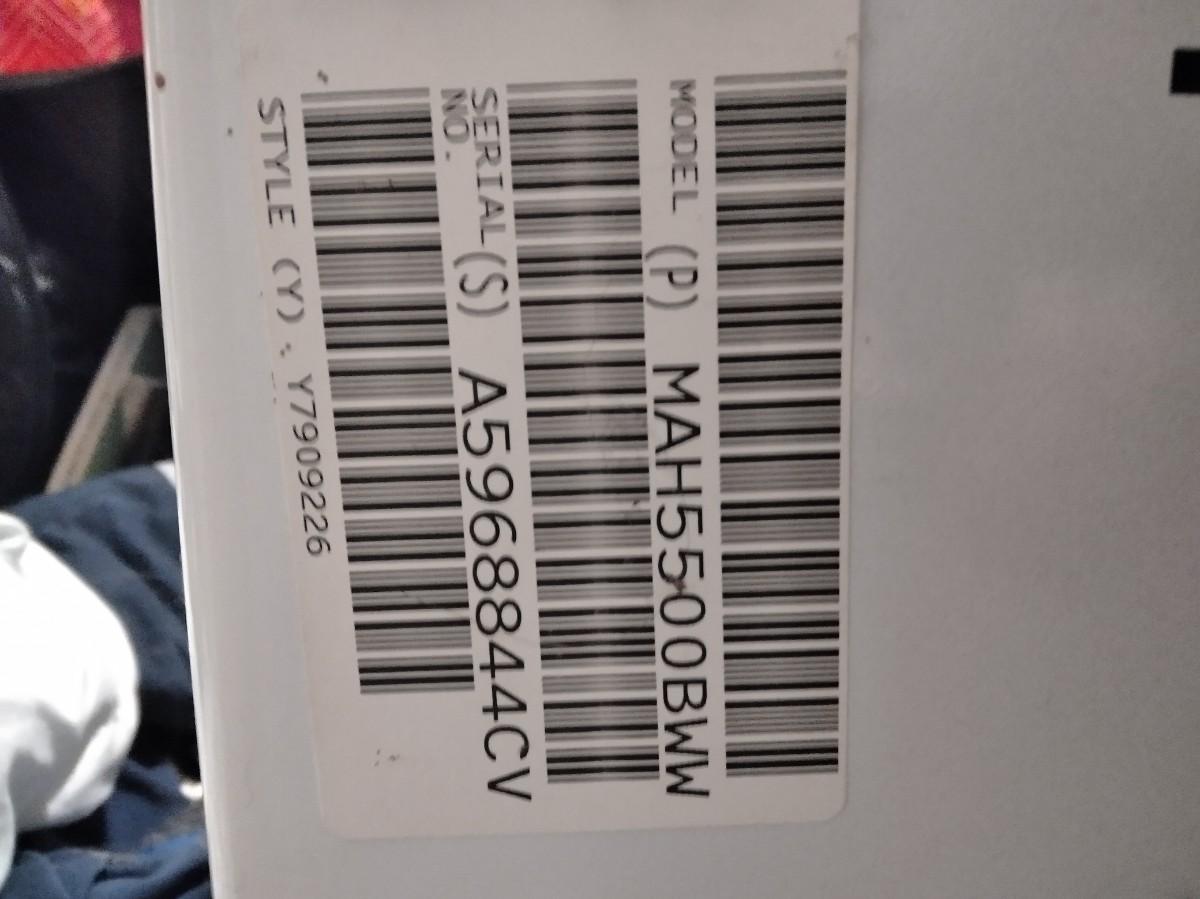 MODEL (P) MAH5500BWW
SERIAL (S) A5968844CV
NO.
STYLE (Y). Y7909226